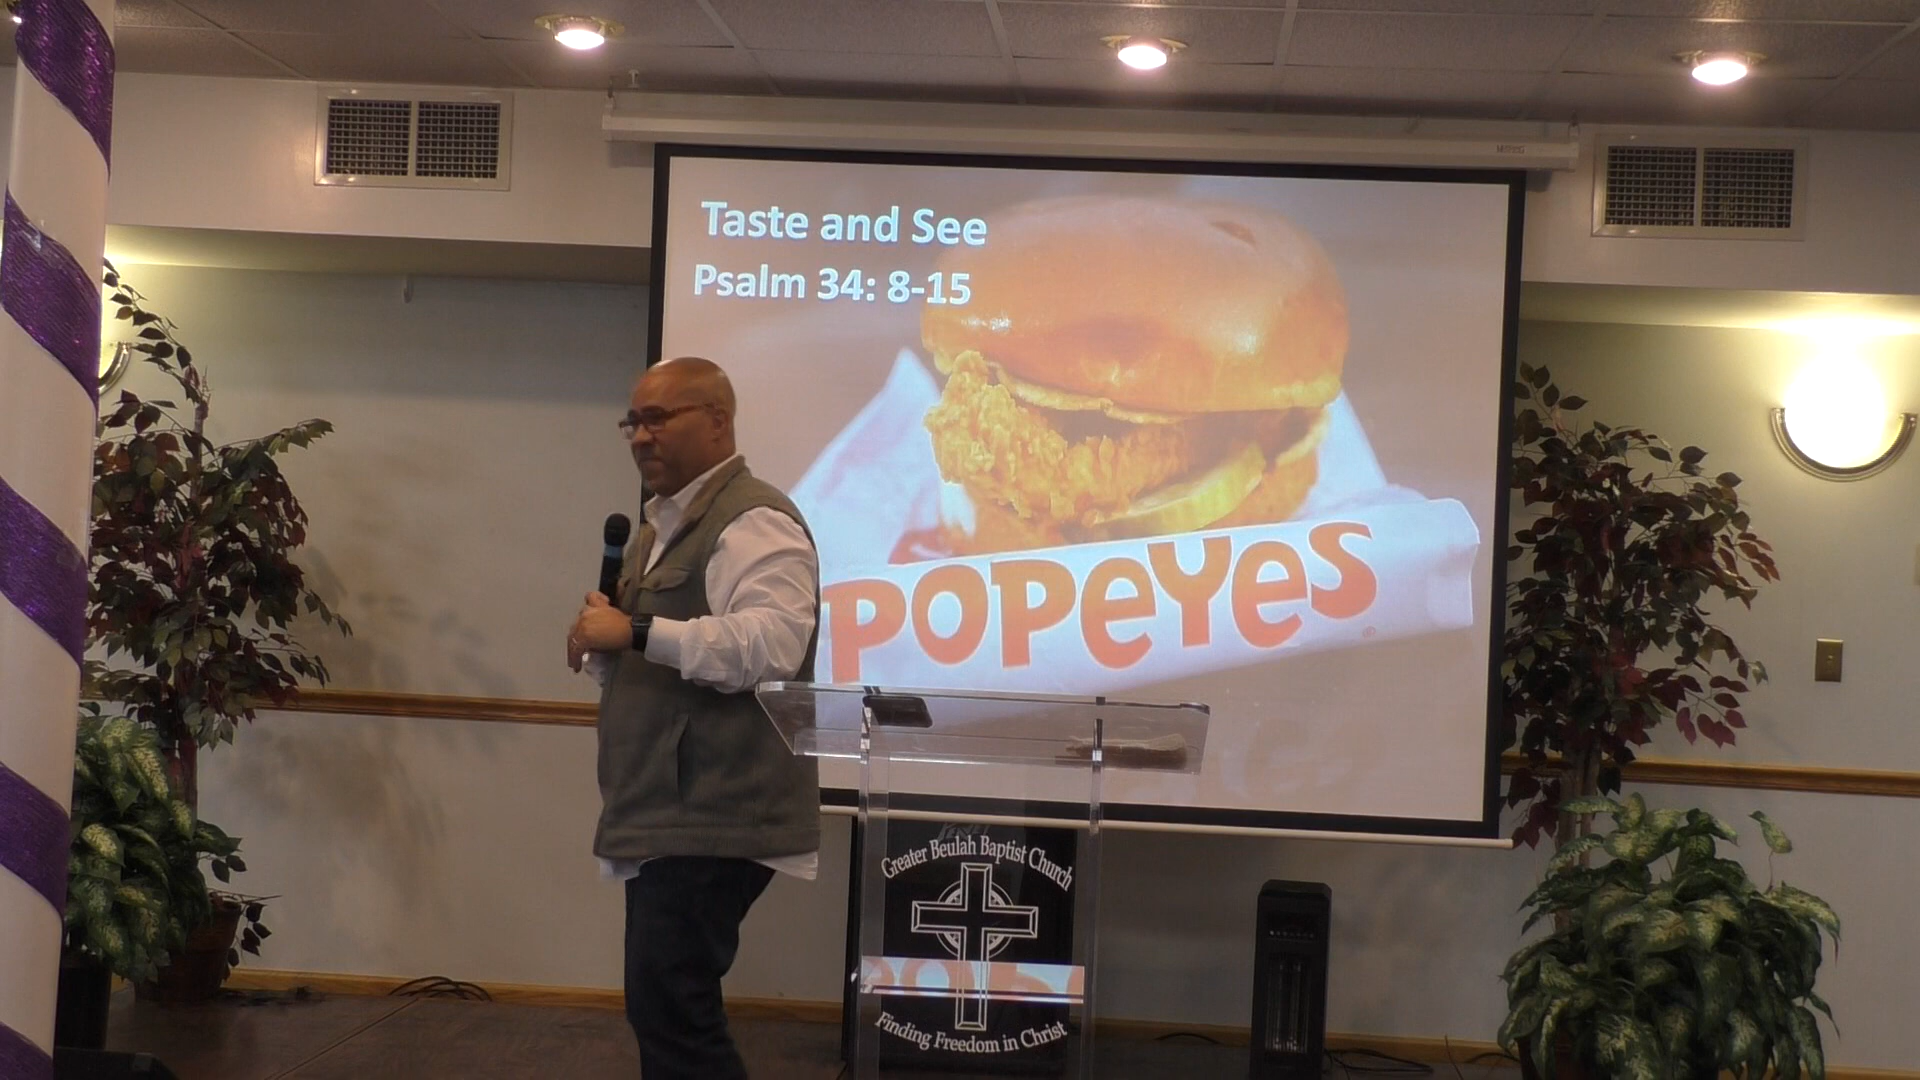 Taste and See
Psalm 34: 8-15
POPEYES
Greater Beulah Baptist Church
Finding Freedom in Christ